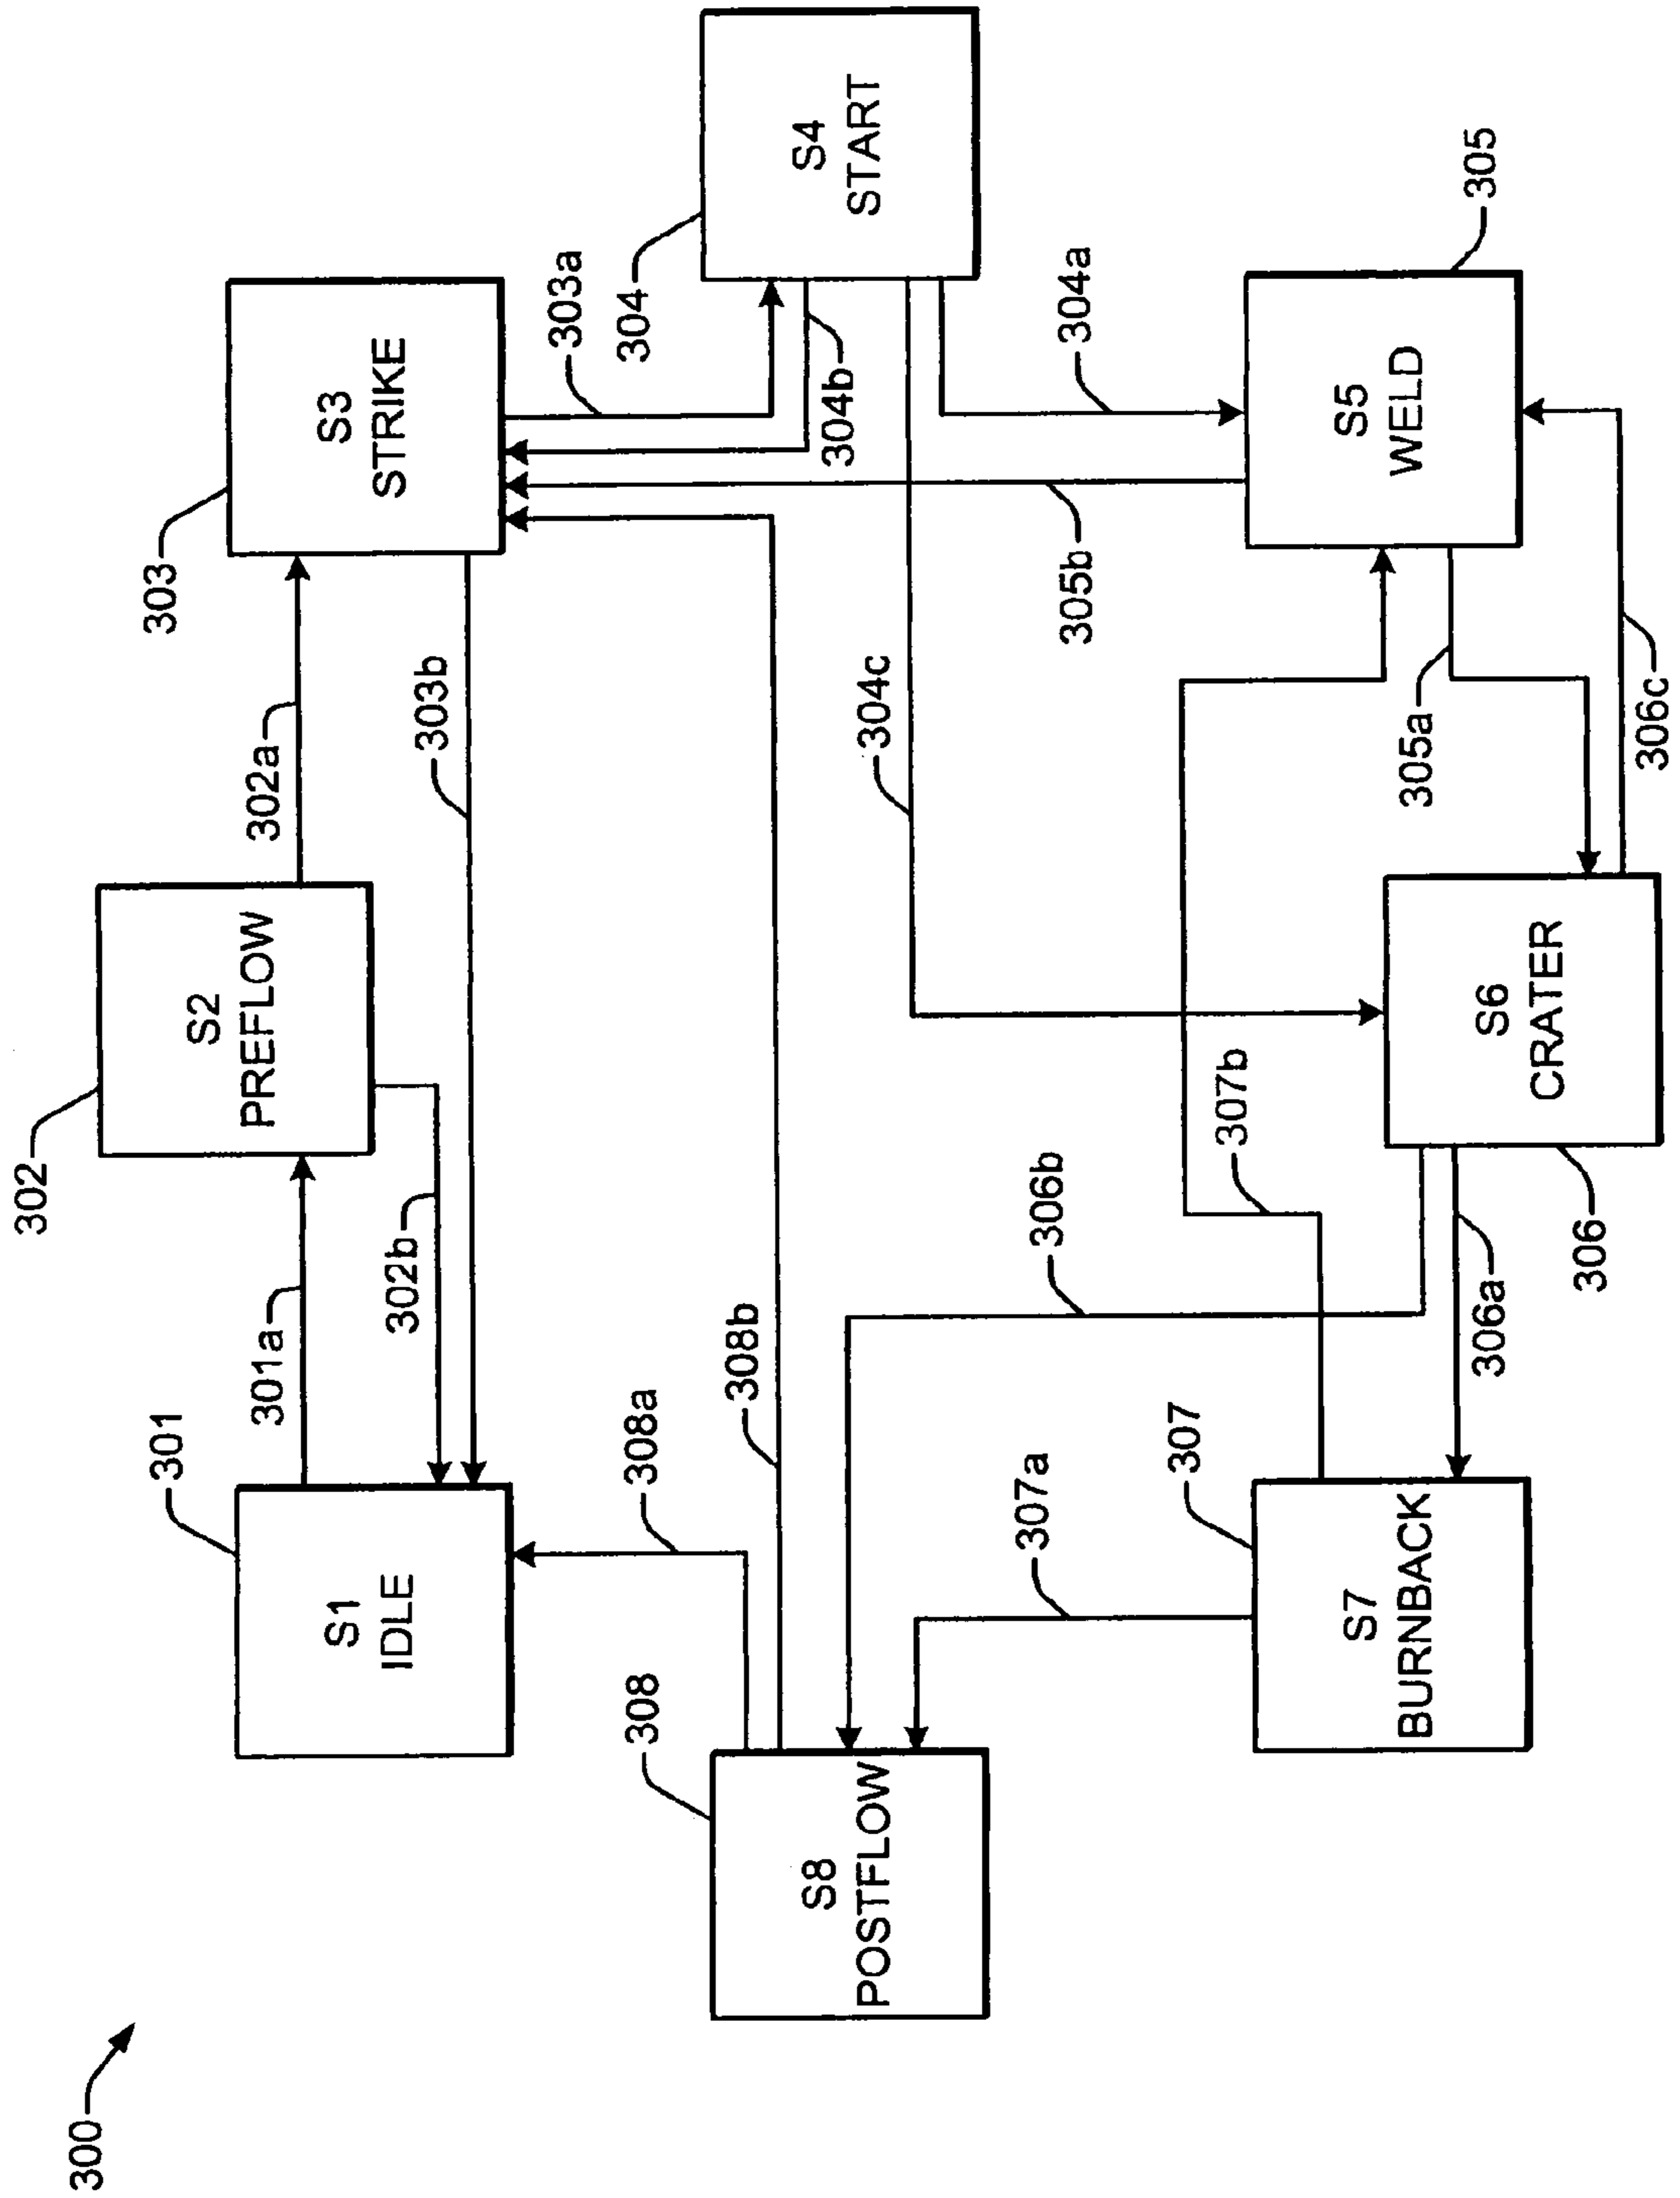 300
301
S1
IDLE
301a
302
S2
PREFLOW
302a
302b
303
S3
STRIKE
303b
303a
304
S4
START
304b
304a
304c
305
S5
WELD
305b
305a
306c
306
S6
CRATER
306b
306a
307
S7
BURNBACK
307b
307a
308
S8
POSTFLOW
308a
308b